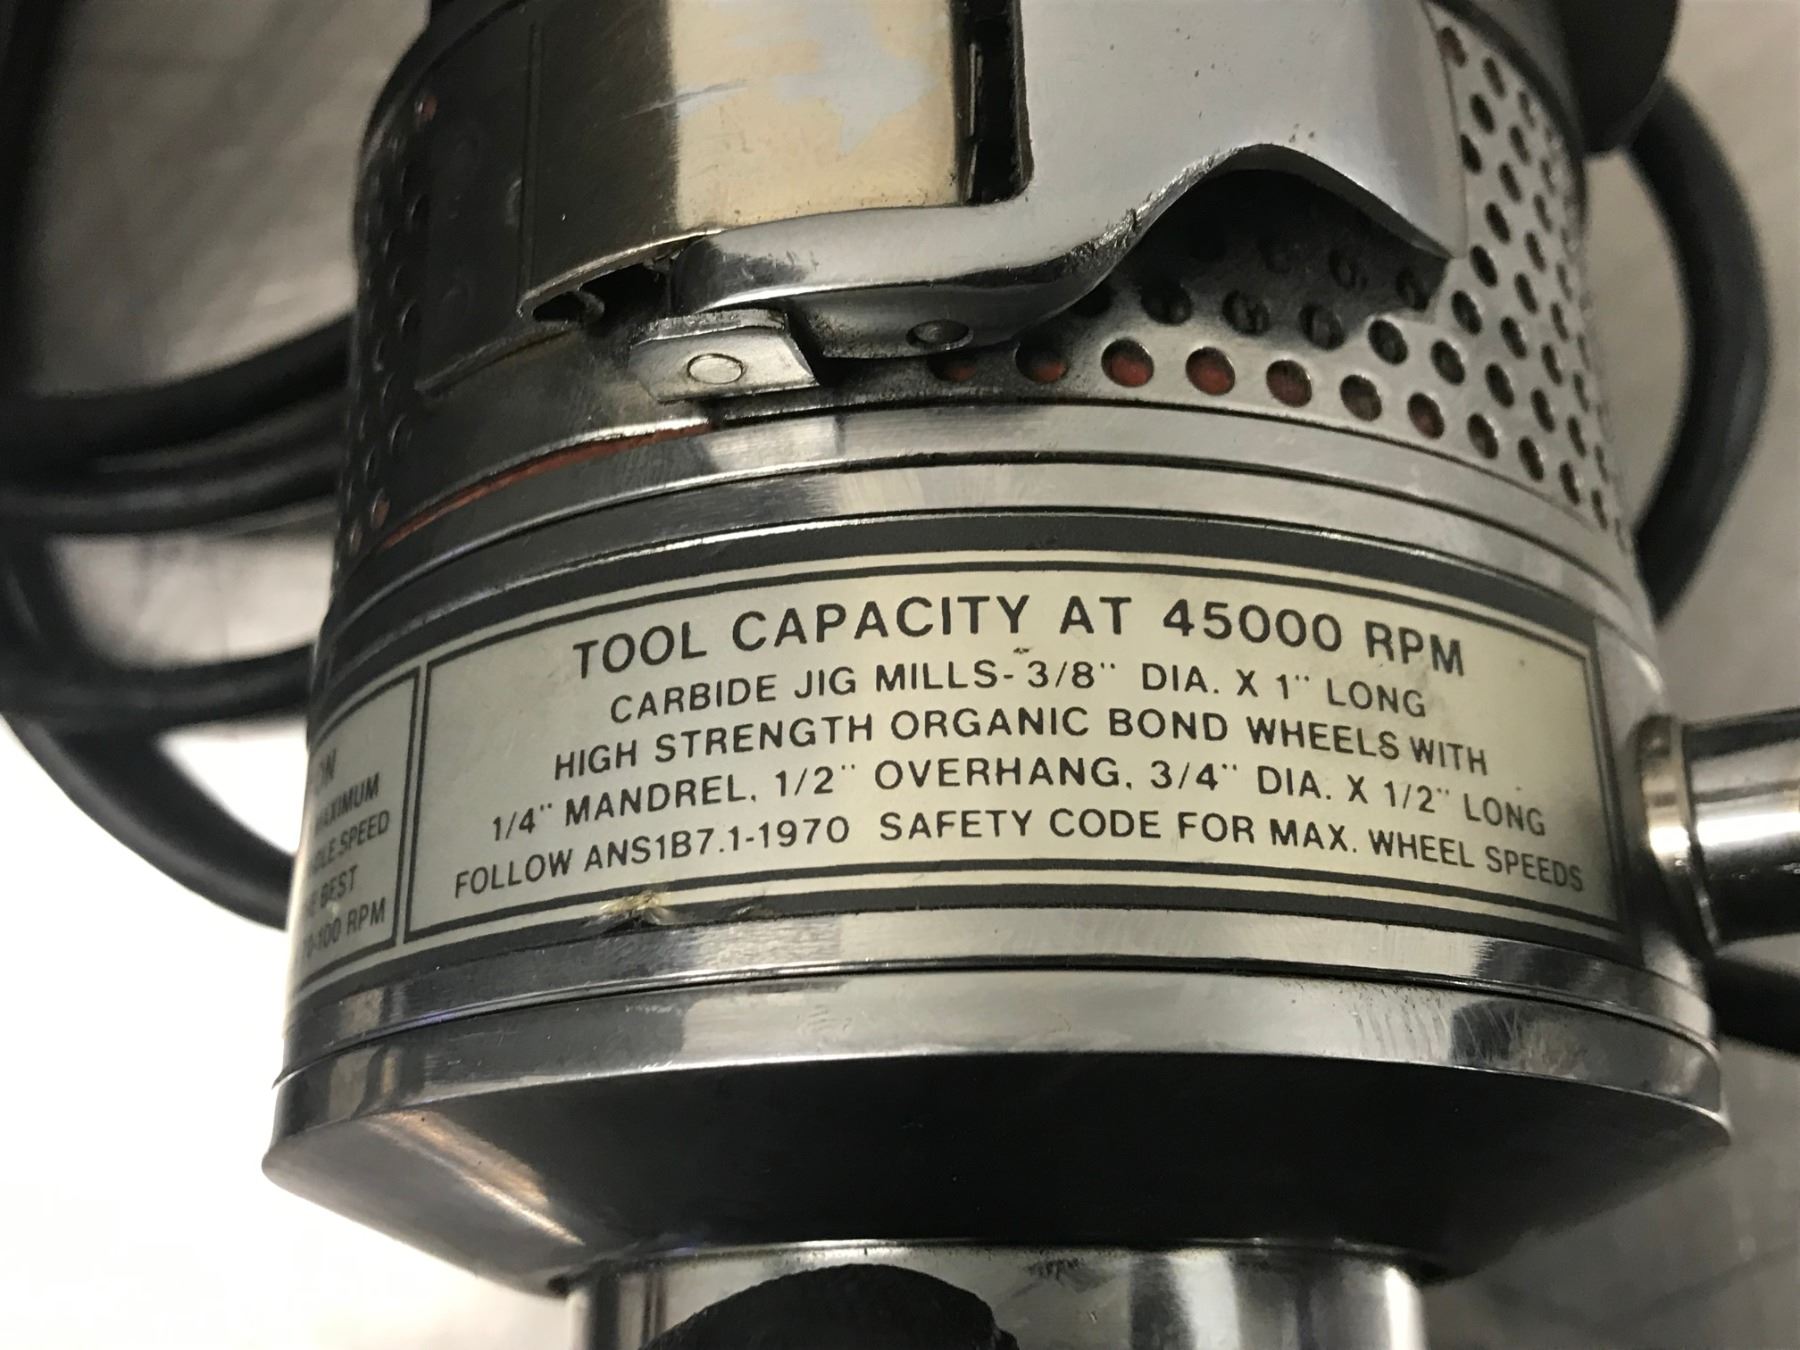 TOOL CAPACITY AT 45000 RPM
CARBIDE JIG MILLS- 3/8" DIA. X 1" LONG
HIGH STRENGTH ORGANIC BOND WHEELS WITH
1/4" MANDREL, 1/2" OVERHANG, 3/4" DIA. X 1/2" LONG
FOLLOW ANS1B7.1-1970 SAFETY CODE FOR MAX. WHEEL SPEEDS
SPEED
BEST
RPM